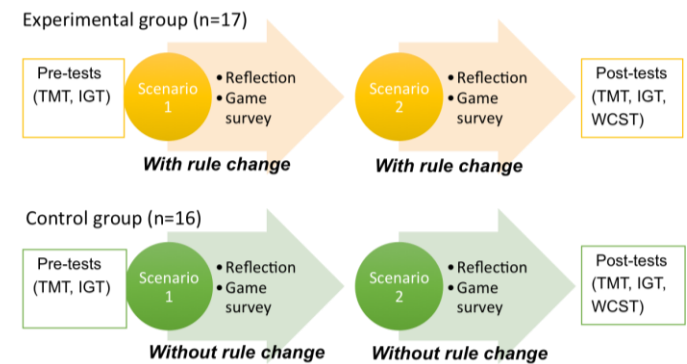 Experimental group (n=17)
Pre-tests
(TMT, IGT)
Scenario
1
• Reflection
• Game
survey
With rule change
Scenario
2
• Reflection
• Game
survey
With rule change
Post-tests
(TMT, IGT,
WCST)
Control group (n=16)
Pre-tests
(TMT, IGT)
Scenario
1
• Reflection
• Game
survey
Without rule change
Scenario
2
• Reflection
• Game
survey
Without rule change
Post-tests
(TMT, IGT,
WCST)